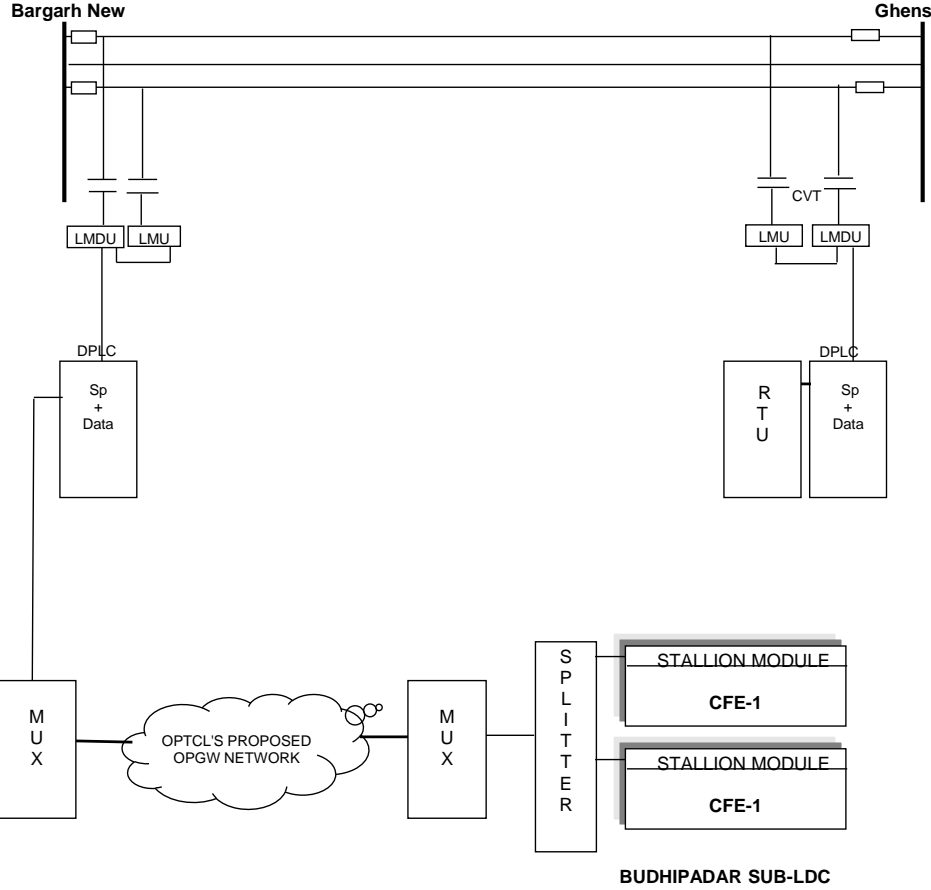 Bargarh New
Ghens
CVT
LMDU
LMU
LMU
LMDU
DPLC
Sp
+
Data
R
T
U
DPLC
Sp
+
Data
M
U
X
OPTCL'S PROPOSED
OPGW NETWORK
M
U
X
S
P
L
I
T
T
E
R
STALLION MODULE
CFE-1
STALLION MODULE
CFE-1
BUDHIPADAR SUB-LDC